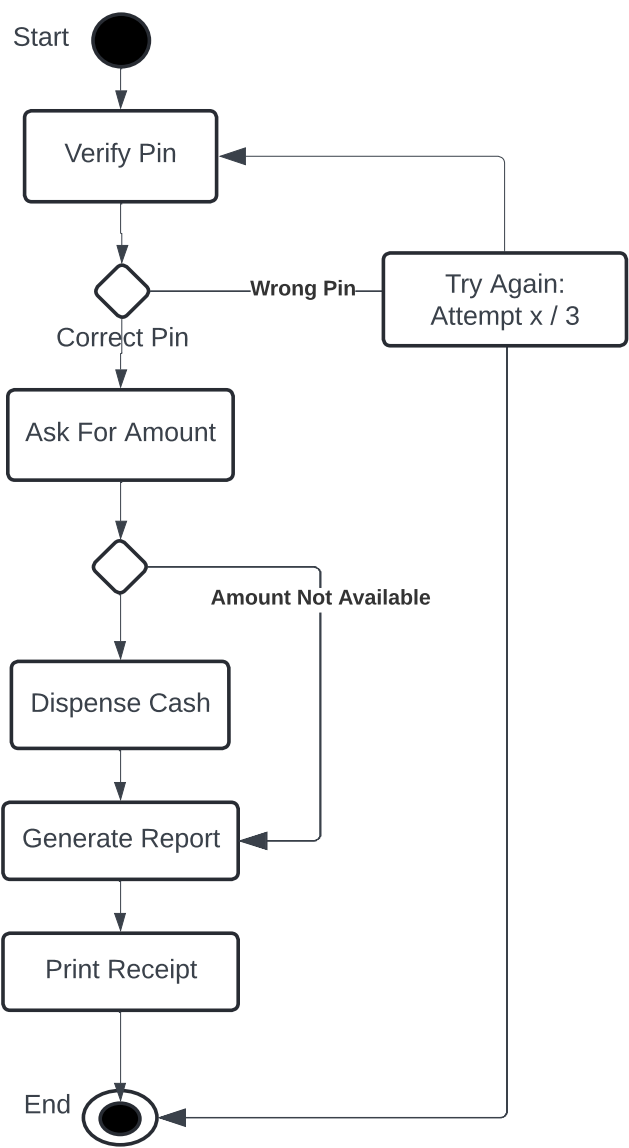 Start
Verify Pin
Wrong Pin
Try Again:
Attempt x / 3
Correct Pin
Ask For Amount
Amount Not Available
Dispense Cash
Generate Report
Print Receipt
End